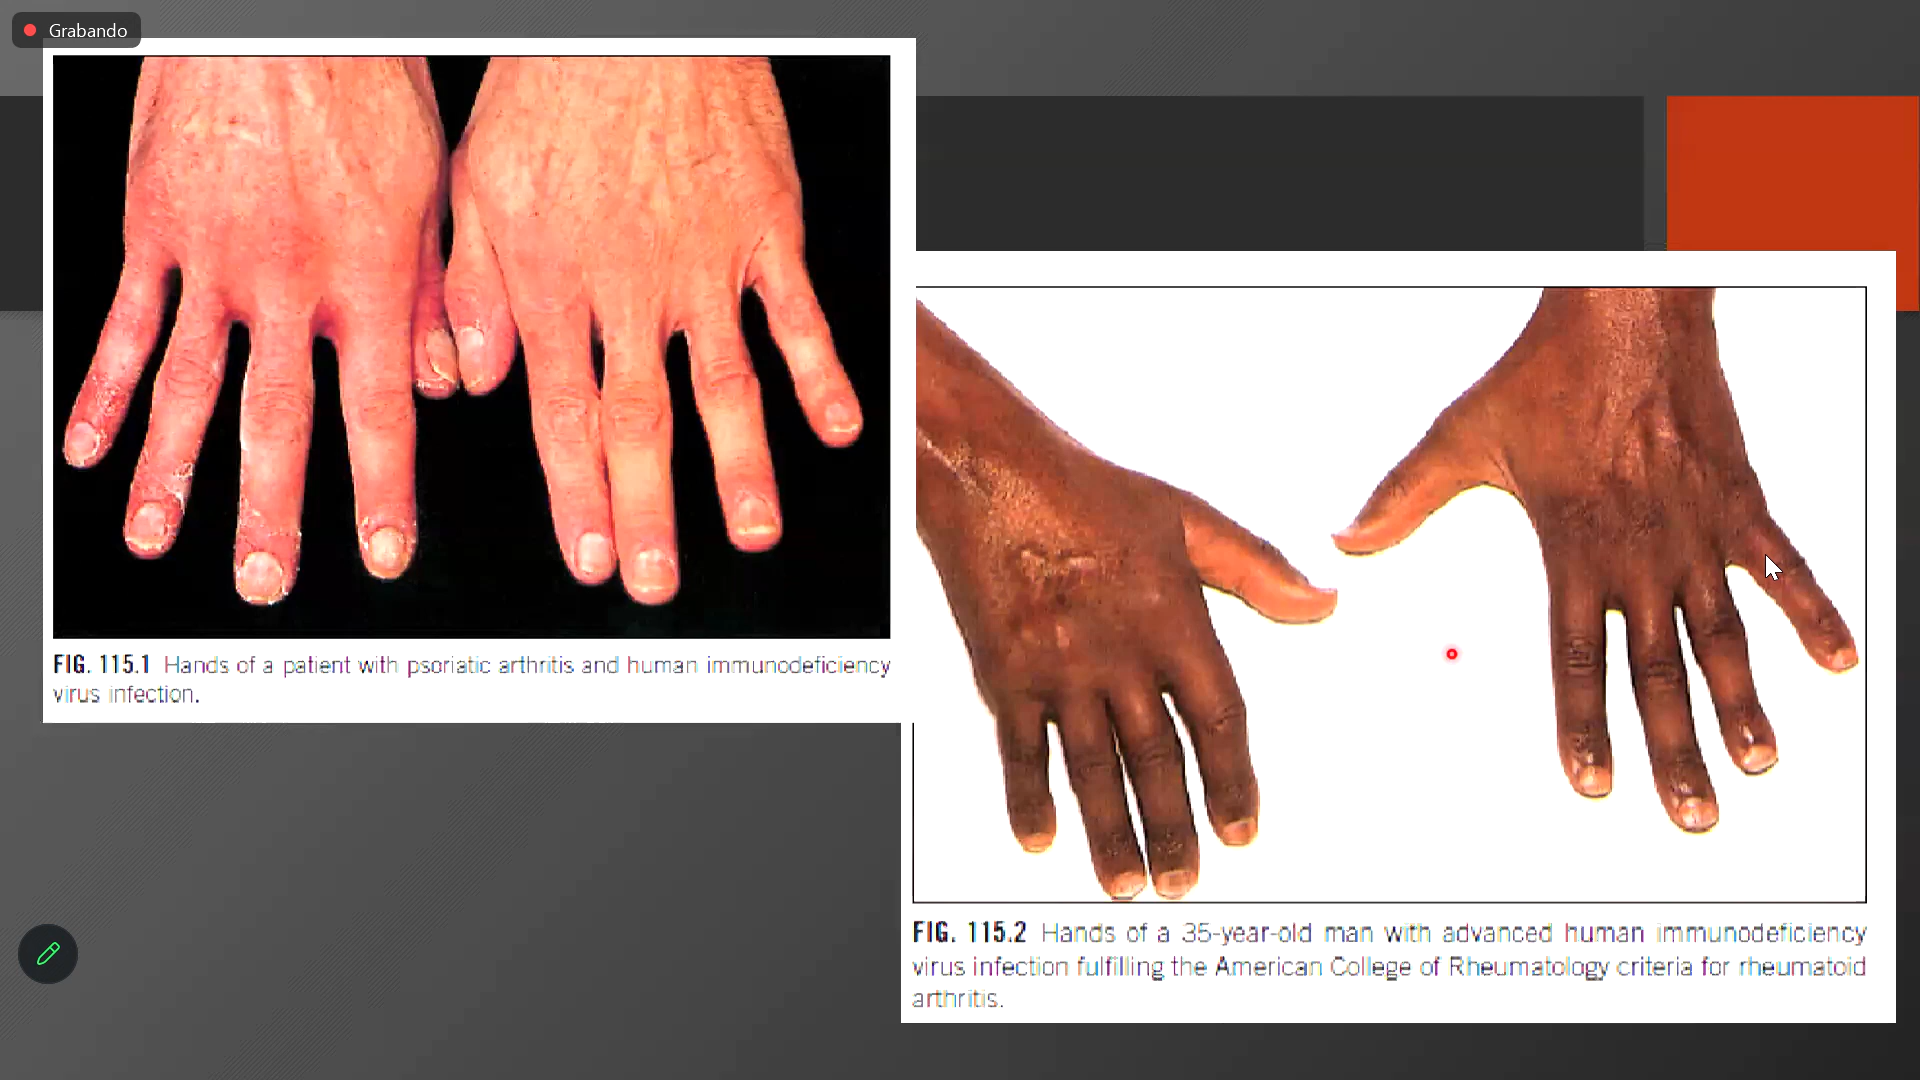 Grabando
FIG. 115.1 Hands of a patient with psoriatic arthritis and human immunodeficiency
virus infection.
FIG. 115.2 Hands of a 35-year-old man with advanced human immunodeficiency
virus infection fulfilling the American College of Rheumatology criteria for rheumatoid
arthritis.